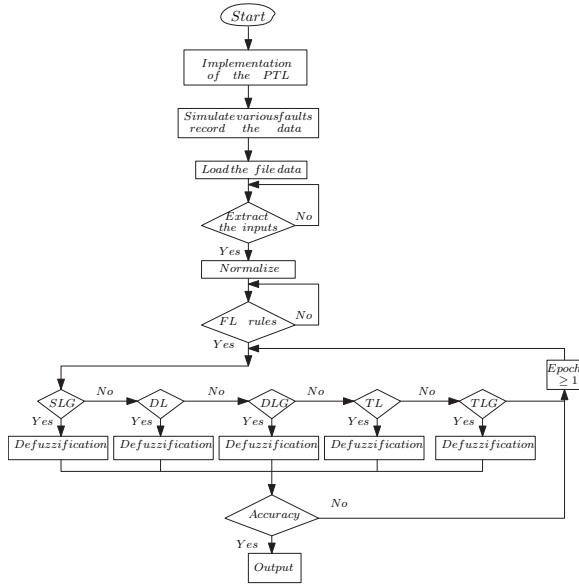 Start
Implementation
of the PTL
Simulate various faults
record the data
Load the file data
Extract
the inputs
No
Yes
Normalize
FL rules
No
Yes
Epoch
≥ 1
SLG
No
DL
No
DLG
No
TL
No
TLG
Yes
Yes
Yes
Yes
Yes
Defuzzification
Defuzzification
Defuzzification
Defuzzification
Defuzzification
Accuracy
No
Yes
Output